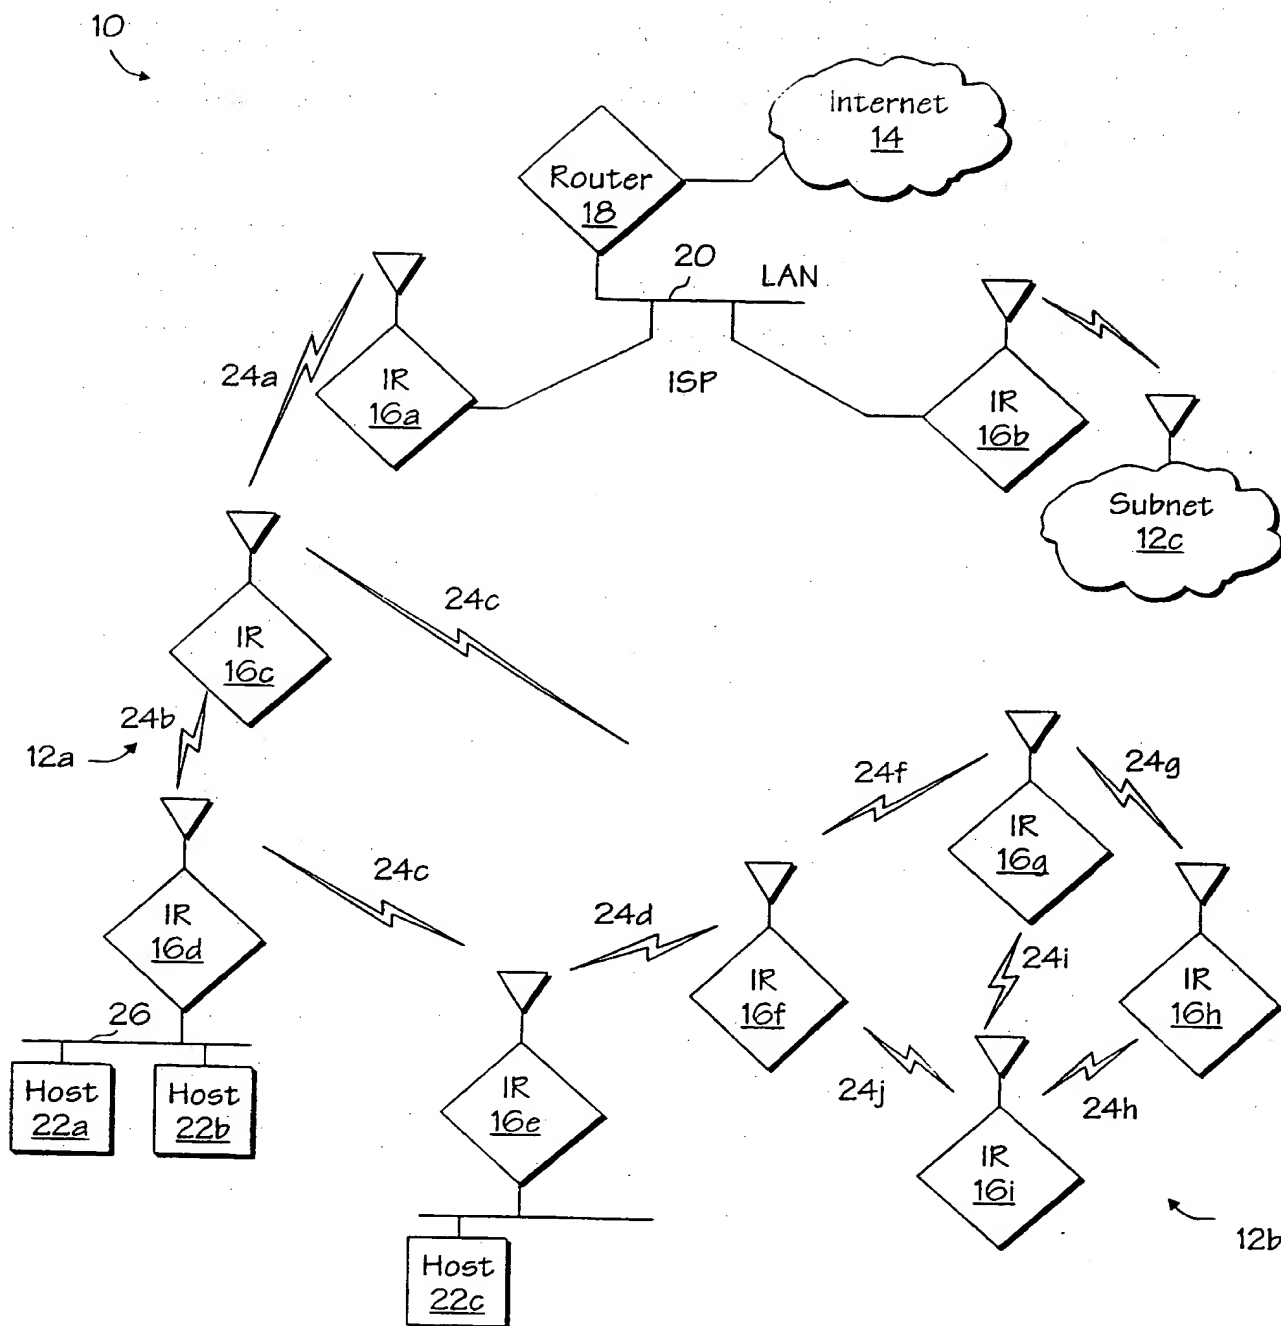 10
Internet
14
Router
18
20
LAN
24a
IR
16a
ISP
IR
16b
Subnet
12c
24c
IR
16c
24b
12a
24f
24g
IR
16g
24c
24d
IR
16d
24i
IR
16f
IR
16h
26
Host
22a
Host
22b
IR
16e
24j
24h
IR
16i
12b
Host
22c